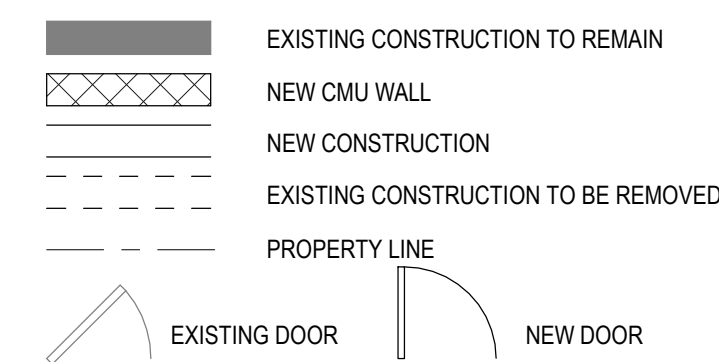 EXISTING CONSTRUCTION TO REMAIN
NEW CMU WALL
NEW CONSTRUCTION
EXISTING CONSTRUCTION TO BE REMOVED
PROPERTY LINE
EXISTING DOOR
NEW DOOR